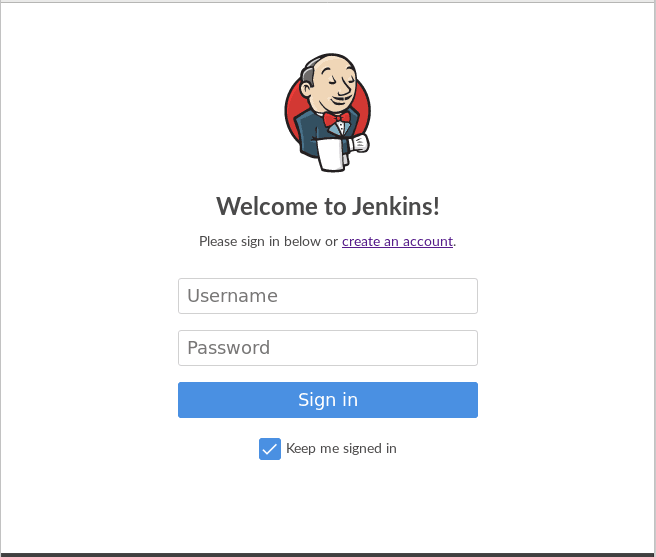 Welcome to Jenkins!
Please sign in below or create an account.
Username
Password
Sign in
Keep me signed in